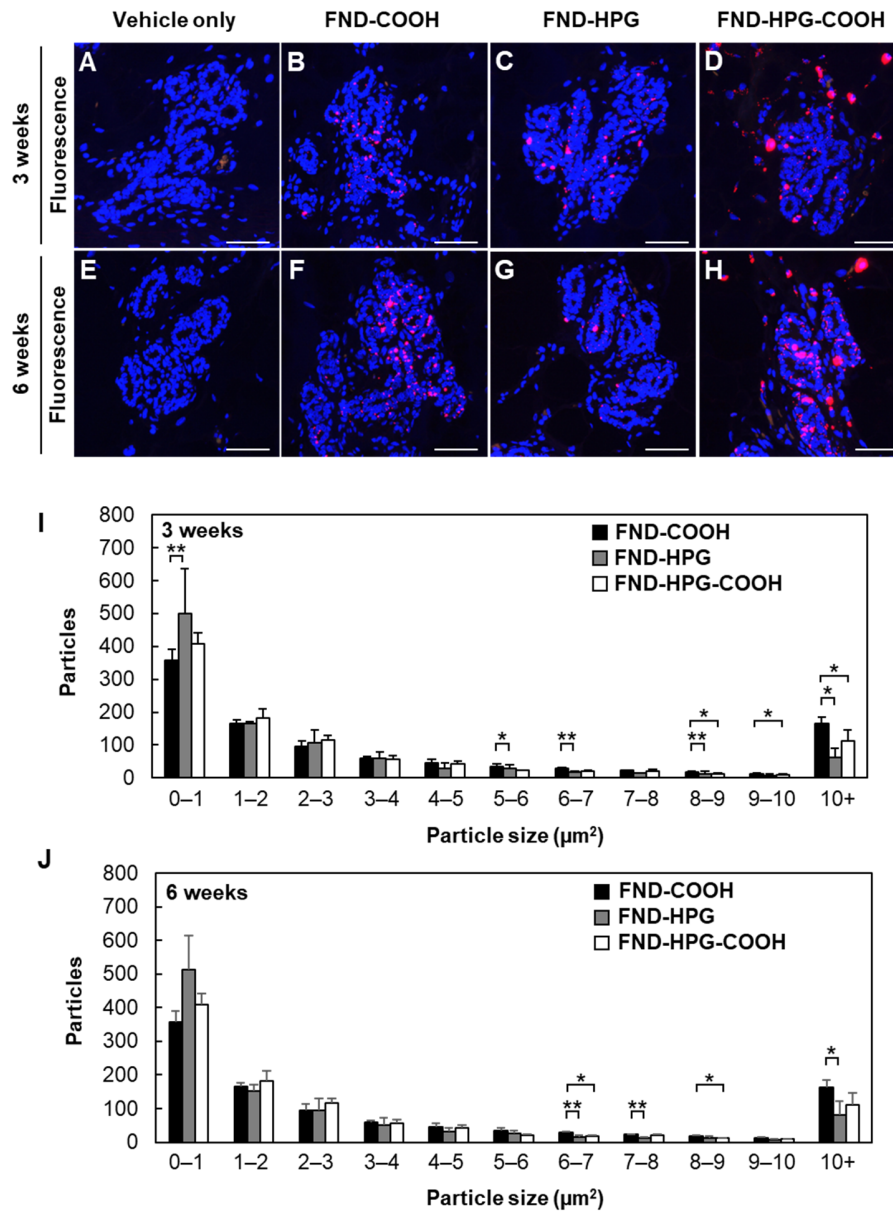 Vehicle only FND-COOH FND-HPG FND-HPG-COOH
3 weeks
Fluorescence
A B C D
6 weeks
Fluorescence
E F G H
I
800
700
600
500
400
300
200
100
0
Particles
3 weeks
FND-COOH
FND-HPG
FND-HPG-COOH
**
*
**
*
**
*
*
*
0–1 1–2 2–3 3–4 4–5 5–6 6–7 7–8 8–9 9–10 10+
Particle size (µm²)
J
800
700
600
500
400
300
200
100
0
Particles
6 weeks
FND-COOH
FND-HPG
FND-HPG-COOH
*
**
**
*
*
0–1 1–2 2–3 3–4 4–5 5–6 6–7 7–8 8–9 9–10 10+
Particle size (µm²)